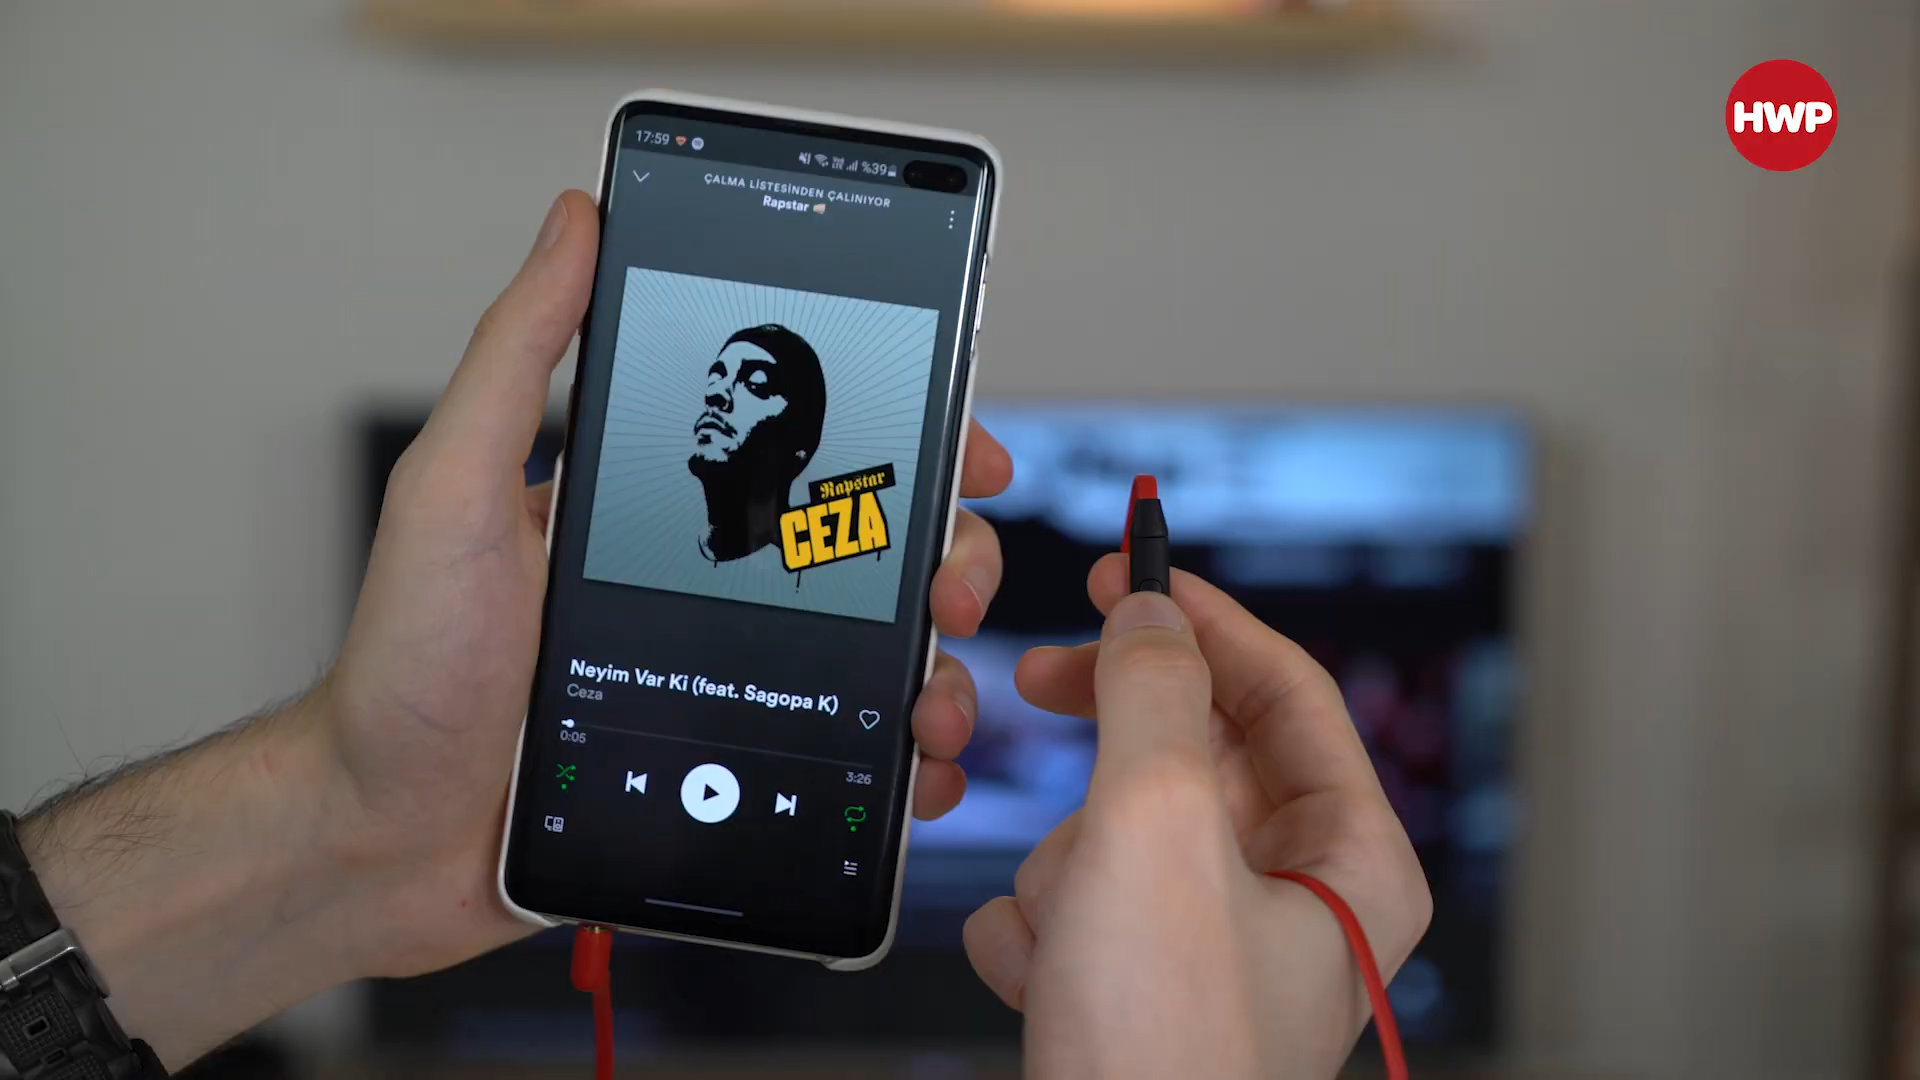 HWP
17:59
%39
ÇALMA LİSTESİNDEN ÇALINIYOR
Rapstar
Rapstar
CEZA
Neyim Var Ki (feat. Sagopa K)
Ceza
0:05
3:26